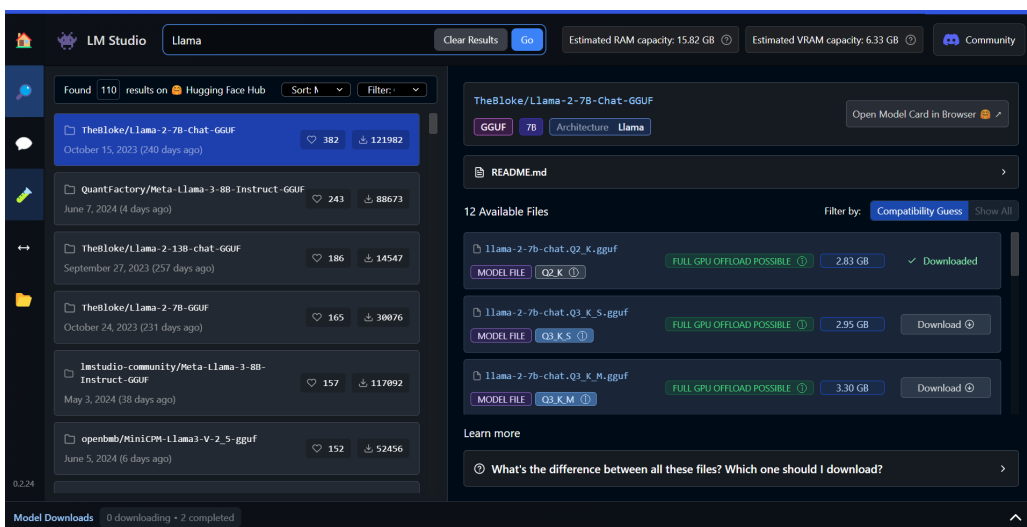 LM Studio
Llama
Clear Results
Go
Estimated RAM capacity: 15.82 GB
Estimated VRAM capacity: 6.33 GB
Community
Found 110 results on 🤗 Hugging Face Hub
Sort:
Filter:
TheBloke/Llama-2-7B-Chat-GGUF
October 15, 2023 (240 days ago)
382
121982
QuantFactory/Meta-Llama-3-8B-Instruct-GGUF
June 7, 2024 (4 days ago)
243
88673
TheBloke/Llama-2-13B-chat-GGUF
September 27, 2023 (257 days ago)
186
14547
TheBloke/Llama-2-7B-GGUF
October 24, 2023 (231 days ago)
165
30076
lmstudio-community/Meta-Llama-3-8B-
Instruct-GGUF
May 3, 2024 (38 days ago)
157
117092
openbmb/MiniCPM-Llama3-V-2_5-gguf
June 5, 2024 (6 days ago)
152
52456
0.2.24
TheBloke/Llama-2-7B-Chat-GGUF
GGUF
7B
Architecture Llama
Open Model Card in Browser 🤗 ↗
README.md
12 Available Files
Filter by:
Compatibility Guess
Show All
llama-2-7b-chat.Q2_K.gguf
MODEL FILE
Q2_K
FULL GPU OFFLOAD POSSIBLE
2.83 GB
✓ Downloaded
llama-2-7b-chat.Q3_K_S.gguf
MODEL FILE
Q3_K_S
FULL GPU OFFLOAD POSSIBLE
2.95 GB
Download
llama-2-7b-chat.Q3_K_M.gguf
MODEL FILE
Q3_K_M
FULL GPU OFFLOAD POSSIBLE
3.30 GB
Download
Learn more
What's the difference between all these files? Which one should I download?
Model Downloads
0 downloading • 2 completed